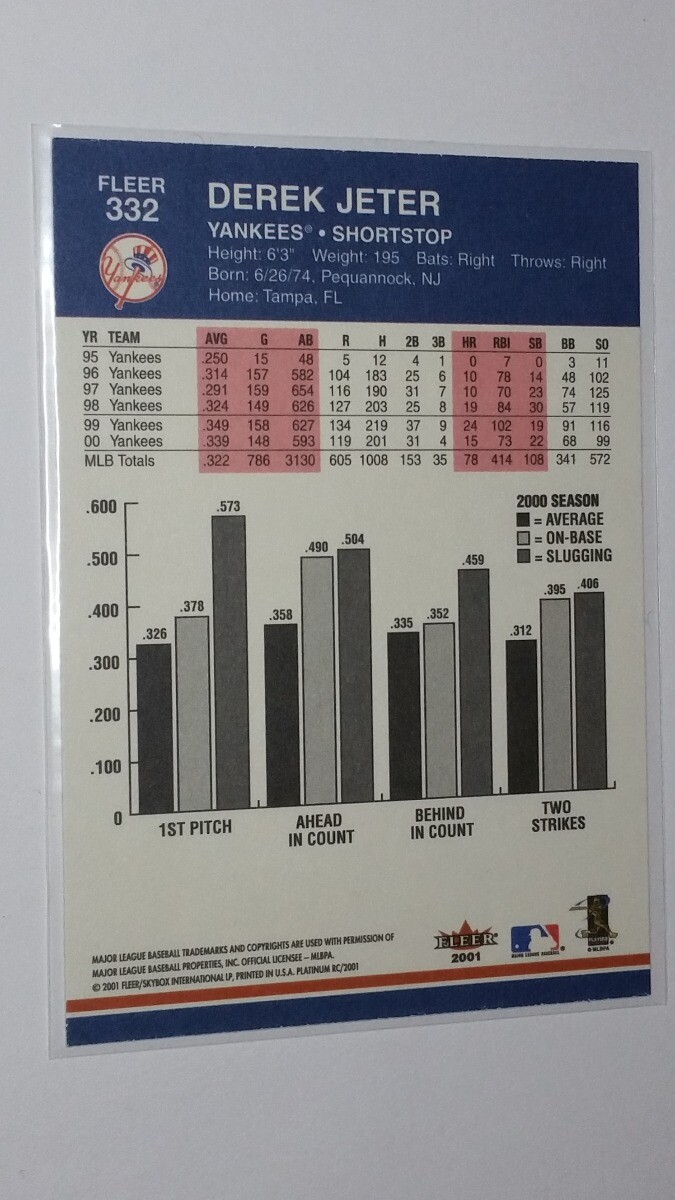 FLEER
332
DEREK JETER
YANKEES® • SHORTSTOP
Height: 6'3" Weight: 195 Bats: Right Throws: Right
Born: 6/26/74, Pequannock, NJ
Home: Tampa, FL
Yankees
YR TEAM AVG G AB R H 2B 3B HR RBI SB BB SO
95 Yankees .250 15 48 5 12 4 1 0 7 0 3 11
96 Yankees .314 157 582 104 183 25 6 10 78 14 48 102
97 Yankees .291 159 654 116 190 31 7 10 70 23 74 125
98 Yankees .324 149 626 127 203 25 8 19 84 30 57 119
99 Yankees .349 158 627 134 219 37 9 24 102 19 91 116
00 Yankees .339 148 593 119 201 31 4 15 73 22 68 99
MLB Totals .322 786 3130 605 1008 153 35 78 414 108 341 572
2000 SEASON
= AVERAGE
= ON-BASE
= SLUGGING
.600
.500
.400
.300
.200
.100
0
.326 .378 .573
.358 .490 .504
.335 .352 .459
.312 .395 .406
1ST PITCH
AHEAD
IN COUNT
BEHIND
IN COUNT
TWO
STRIKES
MAJOR LEAGUE BASEBALL TRADEMARKS AND COPYRIGHTS ARE USED WITH PERMISSION OF
MAJOR LEAGUE BASEBALL PROPERTIES, INC. OFFICIAL LICENSEE – MLBPA.
© 2001 FLEER/SKYBOX INTERNATIONAL LP, PRINTED IN U.S.A. PLATINUM RC/2001
FLEER
2001
MAJOR LEAGUE BASEBALL
PLAYERS
© MLBPA